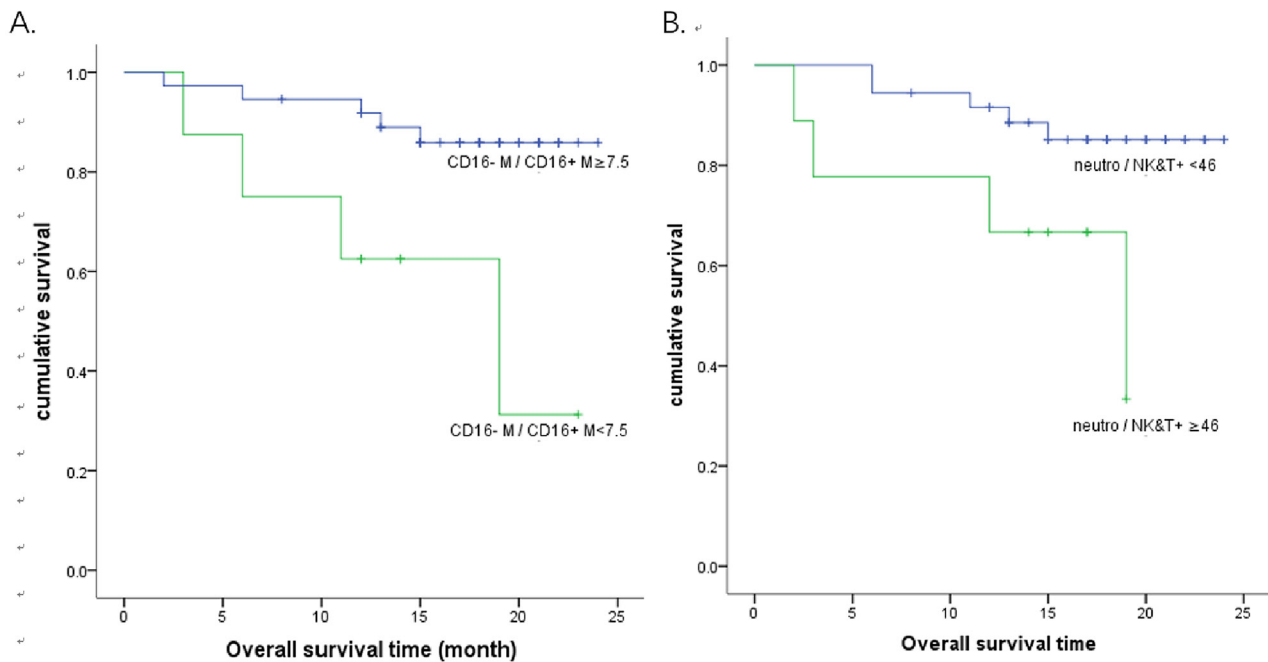 A.
1.0
0.8
0.6
0.4
0.2
0.0
cumulative survival
CD16- M / CD16+ M≥7.5
CD16- M / CD16+ M<7.5
0 5 10 15 20 25
Overall survival time (month)
B.
1.0
0.8
0.6
0.4
0.2
0.0
cumulative survival
neutro / NK&T+ <46
neutro / NK&T+ ≥46
0 5 10 15 20 25
Overall survival time